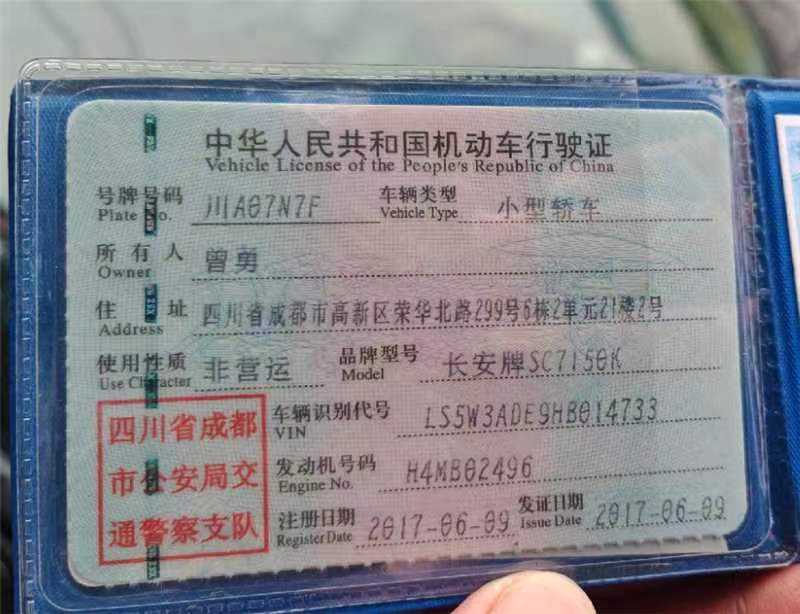 中华人民共和国机动车行驶证
Vehicle License of the People's Republic of China
号牌号码 川A07N7F 车辆类型 小型轿车
Plate No. Vehicle Type
所有人 曾勇
Owner
住址 四川省成都市高新区荣华北路299号6栋2单元21楼2号
Address
使用性质 非营运 品牌型号 长安牌SC7150K
Use Character Model
四川省成都
市公安局交
通警察支队
车辆识别代号 LS5W3ADE9HB014733
VIN
发动机号码 H4MB02496
Engine No.
注册日期 2017-06-09 发证日期 2017-06-09
Register Date Issue Date